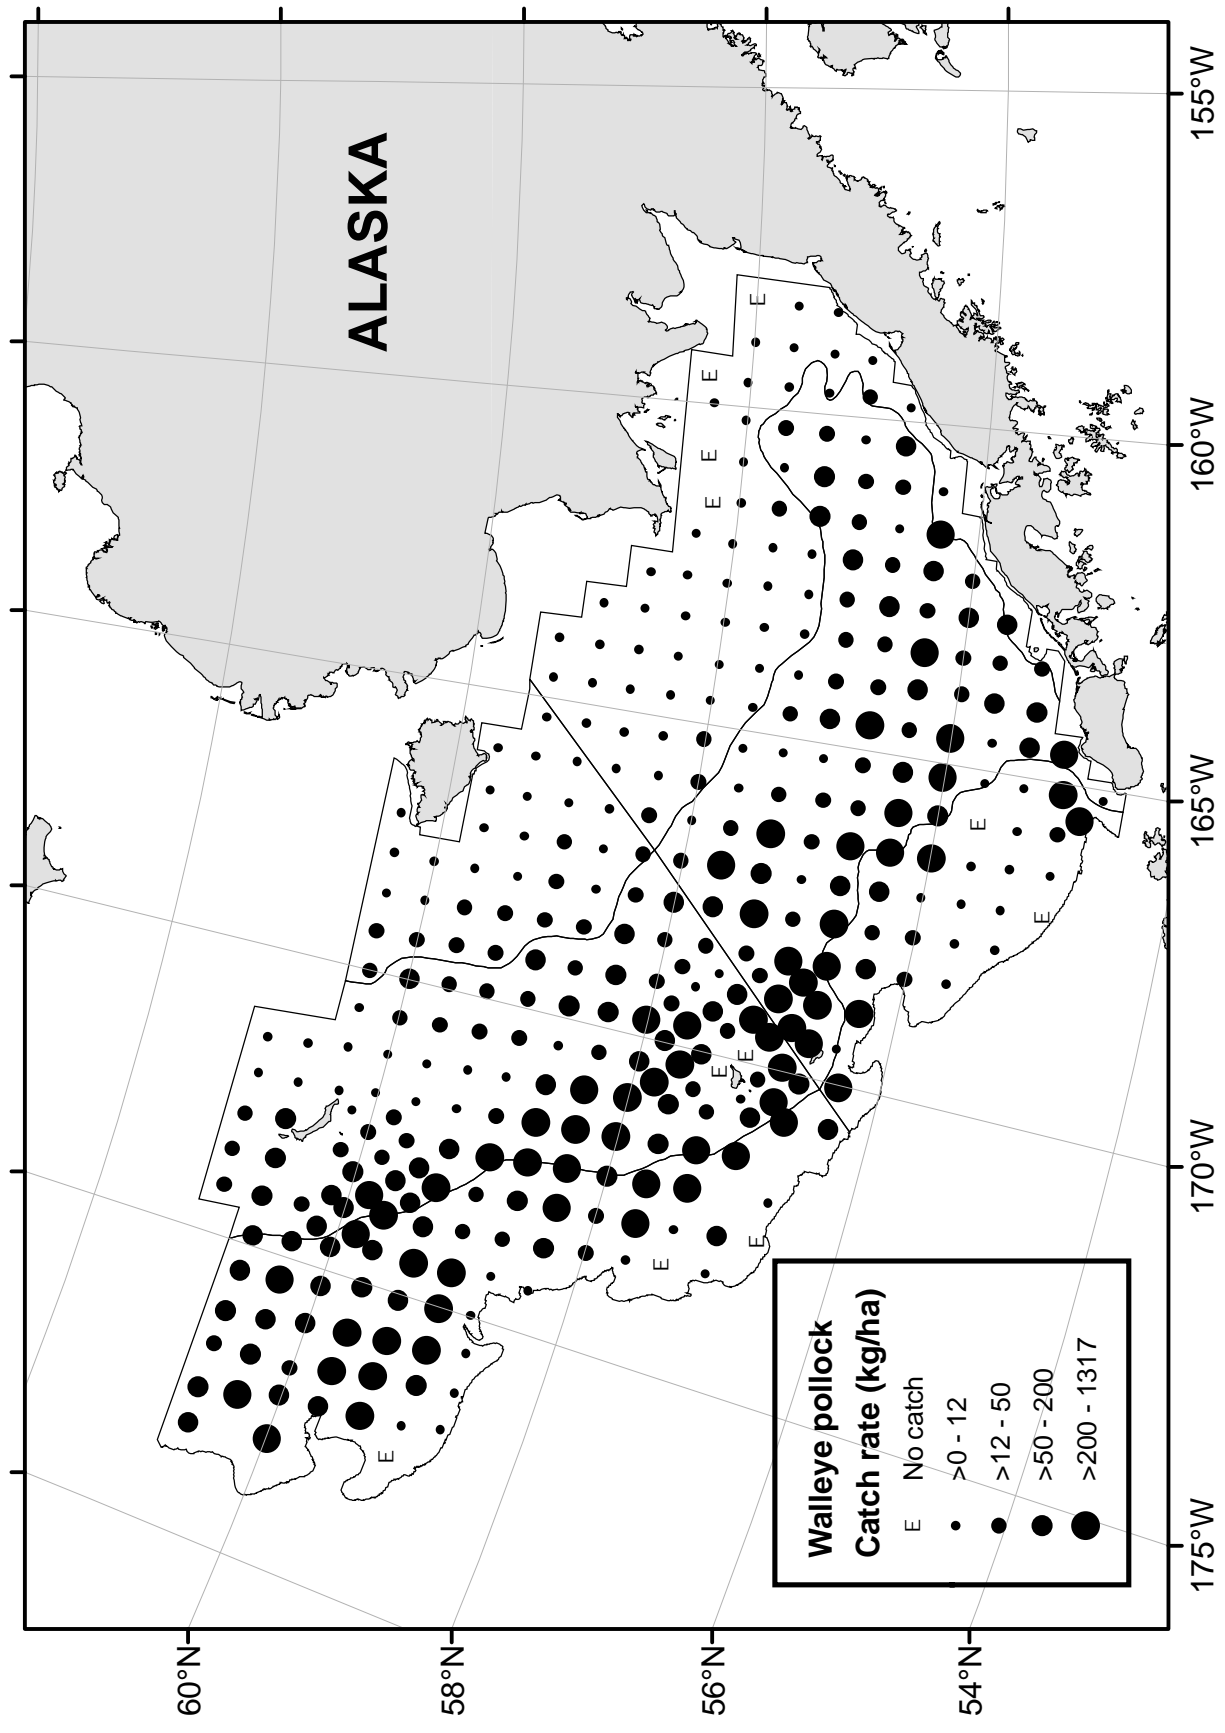 ALASKA
E
E
E
E
E
E
E
E
E
E
E
Walleye pollock
Catch rate (kg/ha)
E No catch
>0 - 12
>12 - 50
>50 - 200
>200 - 1317
60°N
58°N
56°N
54°N
175°W
170°W
165°W
160°W
155°W